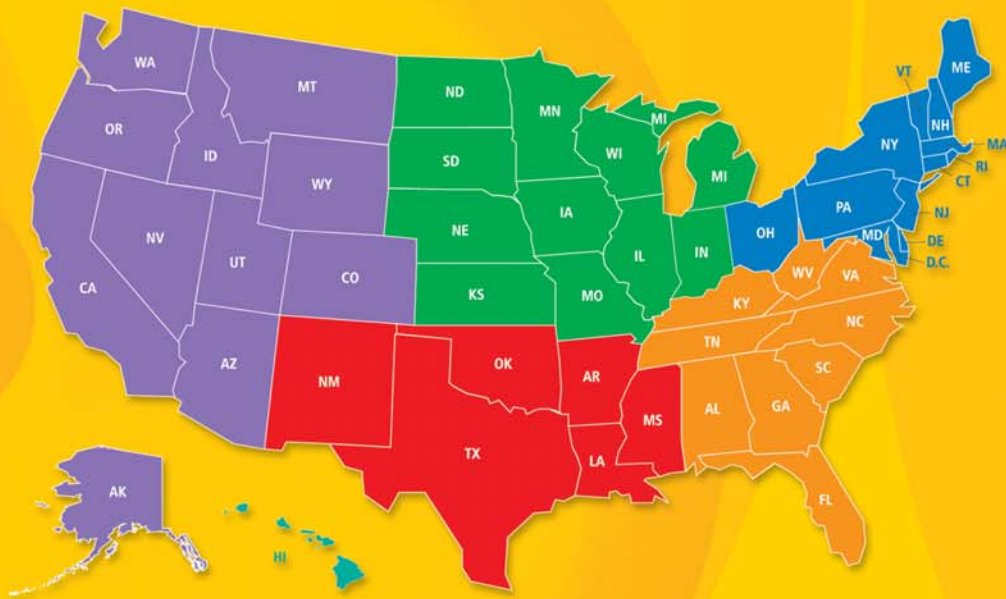 WA
MT
ND
MN
VT
ME
OR
ID
SD
WI
MI
MI
NY
NH
MA
RI
CT
WY
NE
IA
PA
NJ
NV
UT
CO
IL
IN
OH
MD
DE
D.C.
CA
KS
MO
KY
WV
VA
AZ
NM
OK
AR
TN
NC
SC
TX
LA
MS
AL
GA
FL
AK
HI